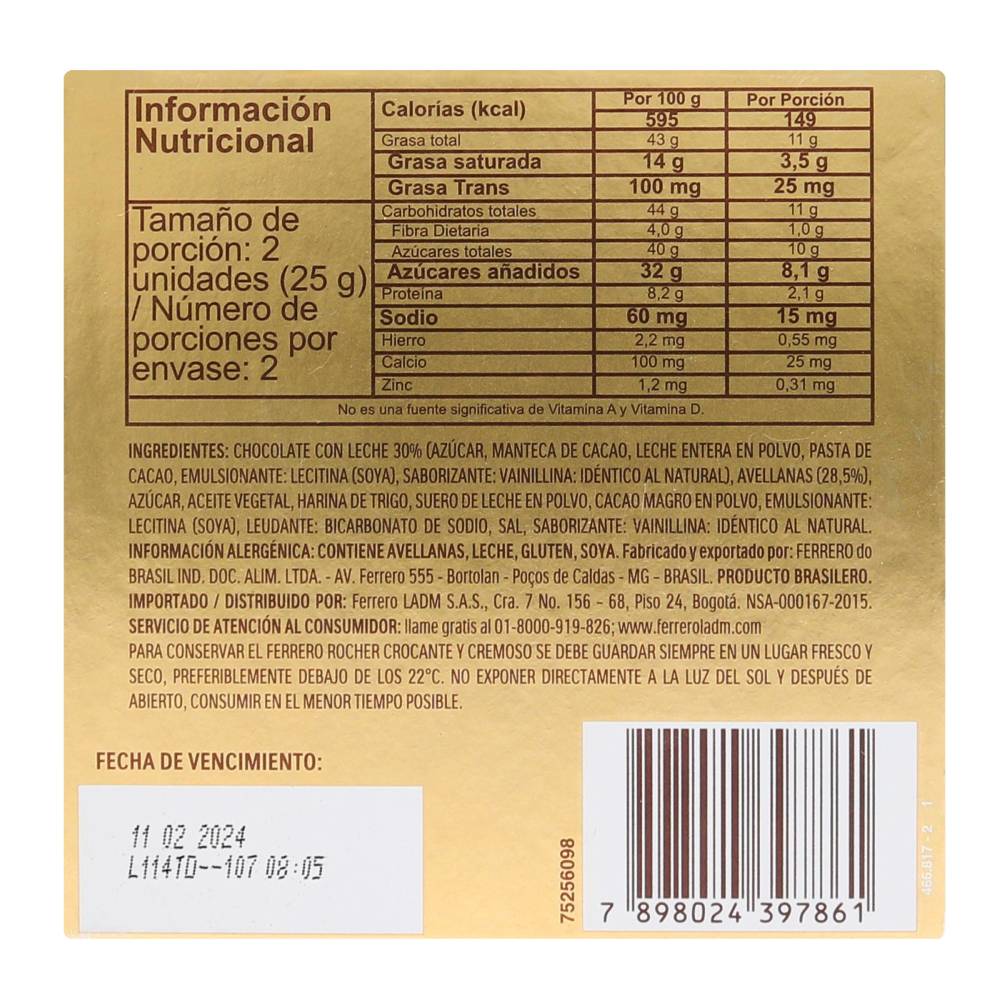 Información
Nutricional
Tamaño de
porción: 2
unidades (25 g)
/ Número de
porciones por
envase: 2
Calorías (kcal) Por 100 g Por Porción
595 149
Grasa total 43 g 11 g
Grasa saturada 14 g 3,5 g
Grasa Trans 100 mg 25 mg
Carbohidratos totales 44 g 11 g
Fibra Dietaria 4,0 g 1,0 g
Azúcares totales 40 g 10 g
Azúcares añadidos 32 g 8,1 g
Proteína 8,2 g 2,1 g
Sodio 60 mg 15 mg
Hierro 2,2 mg 0,55 mg
Calcio 100 mg 25 mg
Zinc 1,2 mg 0,31 mg
No es una fuente significativa de Vitamina A y Vitamina D.
INGREDIENTES: CHOCOLATE CON LECHE 30% (AZÚCAR, MANTECA DE CACAO, LECHE ENTERA EN POLVO, PASTA DE
CACAO, EMULSIONANTE: LECITINA (SOYA), SABORIZANTE: VAINILLINA: IDÉNTICO AL NATURAL), AVELLANAS (28,5%),
AZÚCAR, ACEITE VEGETAL, HARINA DE TRIGO, SUERO DE LECHE EN POLVO, CACAO MAGRO EN POLVO, EMULSIONANTE:
LECITINA (SOYA), LEUDANTE: BICARBONATO DE SODIO, SAL, SABORIZANTE: VAINILLINA: IDÉNTICO AL NATURAL.
INFORMACIÓN ALERGÉNICA: CONTIENE AVELLANAS, LECHE, GLUTEN, SOYA. Fabricado y exportado por: FERRERO do
BRASIL IND. DOC. ALIM. LTDA. - AV. Ferrero 555 - Bortolan - Poços de Caldas - MG - BRASIL. PRODUCTO BRASILERO.
IMPORTADO / DISTRIBUIDO POR: Ferrero LADM S.A.S., Cra. 7 No. 156 - 68, Piso 24, Bogotá. NSA-000167-2015.
SERVICIO DE ATENCIÓN AL CONSUMIDOR: llame gratis al 01-8000-919-826; www.ferreroladm.com
PARA CONSERVAR EL FERRERO ROCHER CROCANTE Y CREMOSO SE DEBE GUARDAR SIEMPRE EN UN LUGAR FRESCO Y
SECO, PREFERIBLEMENTE DEBAJO DE LOS 22°C. NO EXPONER DIRECTAMENTE A LA LUZ DEL SOL Y DESPUÉS DE
ABIERTO, CONSUMIR EN EL MENOR TIEMPO POSIBLE.
FECHA DE VENCIMIENTO:
11 02 2024
L114TD--107 08:05
75256098
7 898024 397861
466.817 - 2 1